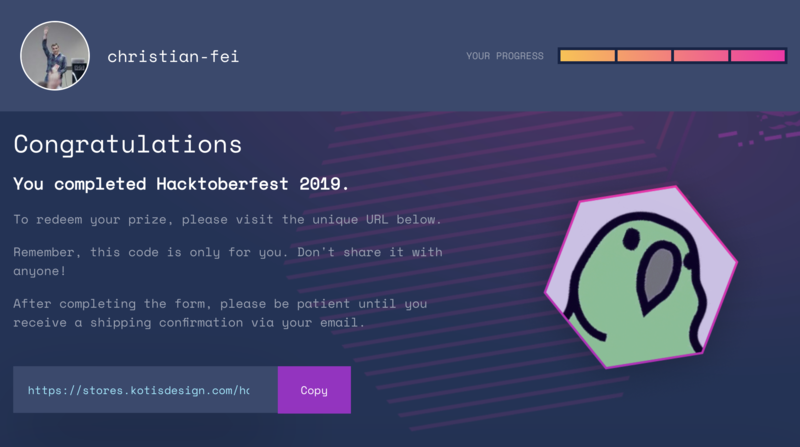 christian-fei
YOUR PROGRESS
Congratulations
You completed Hacktoberfest 2019.
To redeem your prize, please visit the unique URL below.
Remember, this code is only for you. Don't share it with
anyone!
After completing the form, please be patient until you
receive a shipping confirmation via your email.
https://stores.kotisdesign.com/
Copy